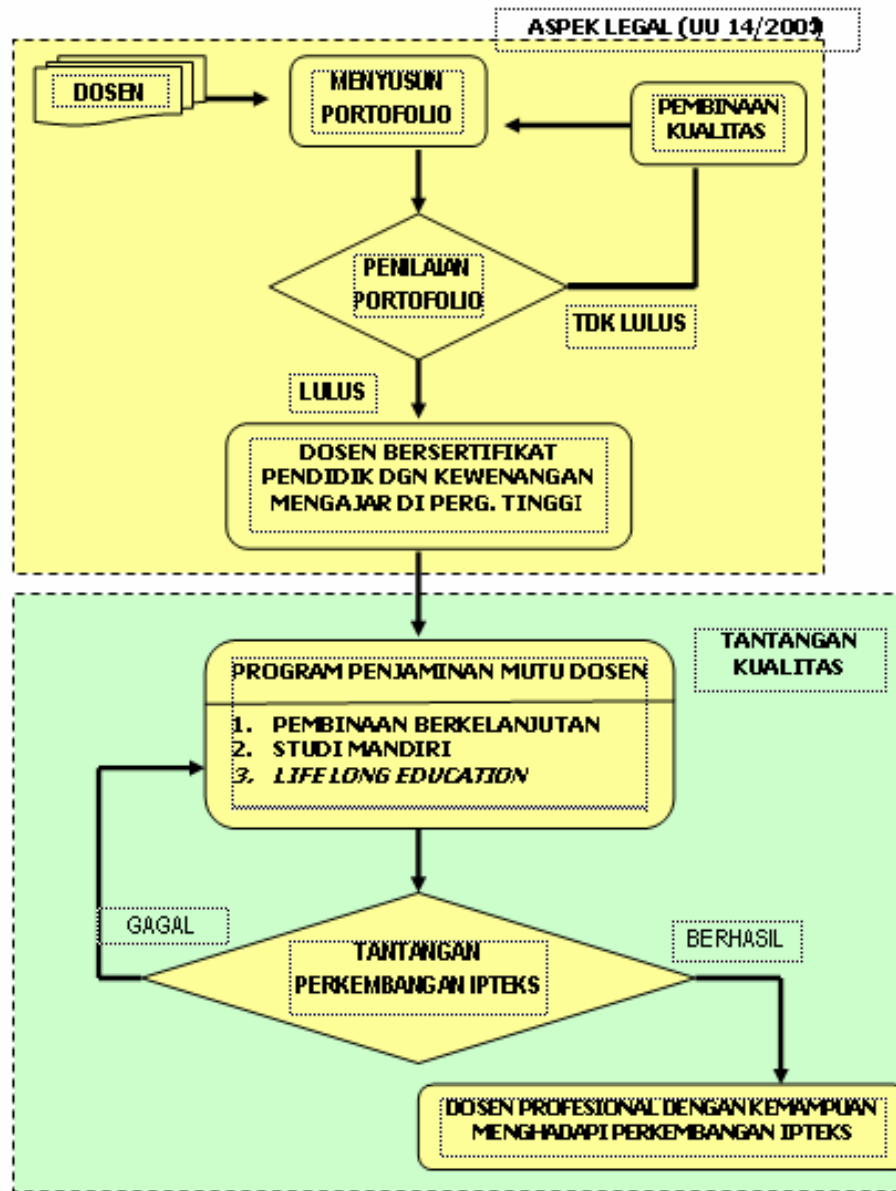 ASPEK LEGAL (UU 14/2005)
DOSEN
MENYUSUN
PORTOFOLIO
PEMBINAAN
KUALITAS
PENILAIAN
PORTOFOLIO
TDK LULUS
LULUS
DOSEN BERSERTIFIKAT
PENDIDIK DGN KEWENANGAN
MENGAJAR DI PERG. TINGGI
TANTANGAN
KUALITAS
PROGRAM PENJAMINAN MUTU DOSEN
1. PEMBINAAN BERKELANJUTAN
2. STUDI MANDIRI
3. LIFE LONG EDUCATION
GAGAL
BERHASIL
TANTANGAN
PERKEMBANGAN IPTEKS
DOSEN PROFESIONAL DENGAN KEMAMPUAN
MENGHADAPI PERKEMBANGAN IPTEKS